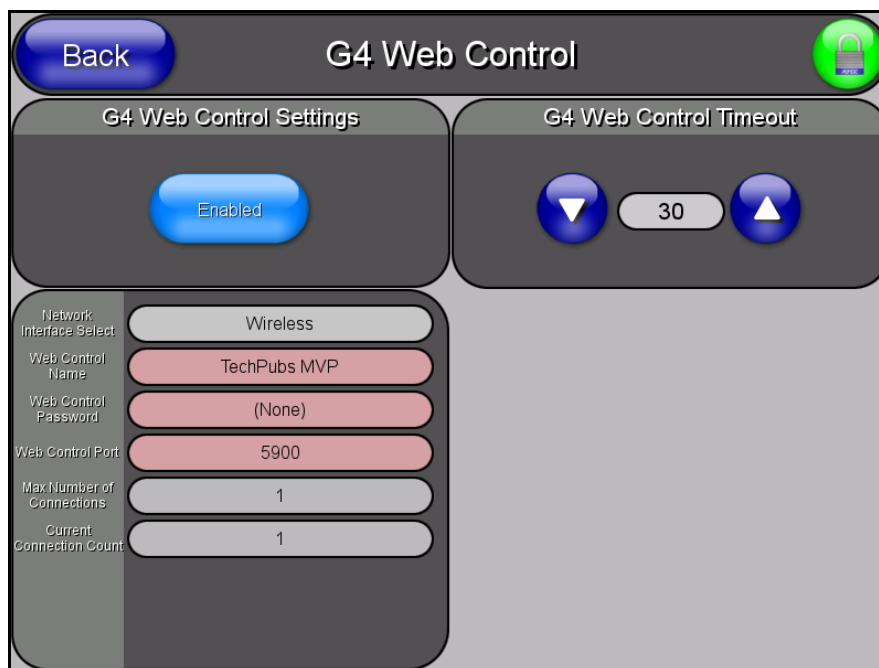 Back
G4 Web Control
AMX
G4 Web Control Settings
G4 Web Control Timeout
Enabled
30
Network
Interface Select
Wireless
Web Control
Name
TechPubs MVP
Web Control
Password
(None)
Web Control Port
5900
Max Number of
Connections
1
Current
Connection Count
1